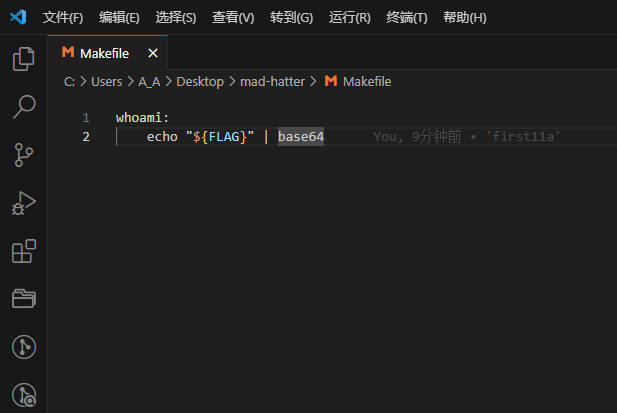 文件(F) 编辑(E) 选择(S) 查看(V) 转到(G) 运行(R) 终端(T) 帮助(H)
M Makefile ×
C: > Users > A_A > Desktop > mad-hatter > M Makefile
1 whoami:
2 echo "${FLAG}" | base64 You, 9分钟前 • 'first11a'